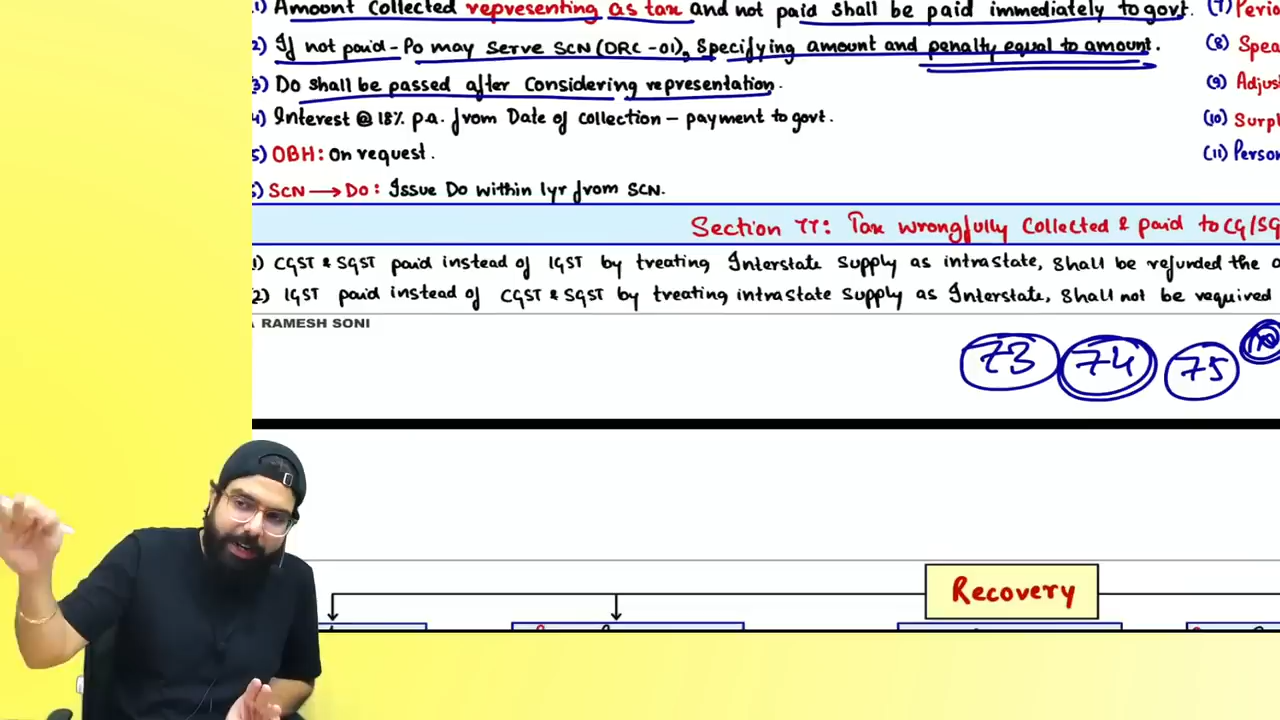 1) Amount collected representing as tax and not paid shall be paid immediately to govt.
2) If not paid - Po may serve SCN (DRC-01), Specifying amount and penalty equal to amount.
3) Do shall be passed after Considering representation.
4) Interest @ 18% p.a. from Date of collection – payment to govt.
5) OBH: On request.
SCN → Do: Issue Do within 1yr from SCN.
(7)
(8)
(9)
(10)
(11)
Section 77: Tax wrongfully Collected & paid to CG/SG
1) CGST & SGST paid instead of IGST by treating Interstate Supply as intrastate, Shall be refunded the
2) IGST paid instead of CGST & SGST by treating intrastate Supply as Interstate, Shall not be required
RAMESH SONI
73 74 75
Recovery